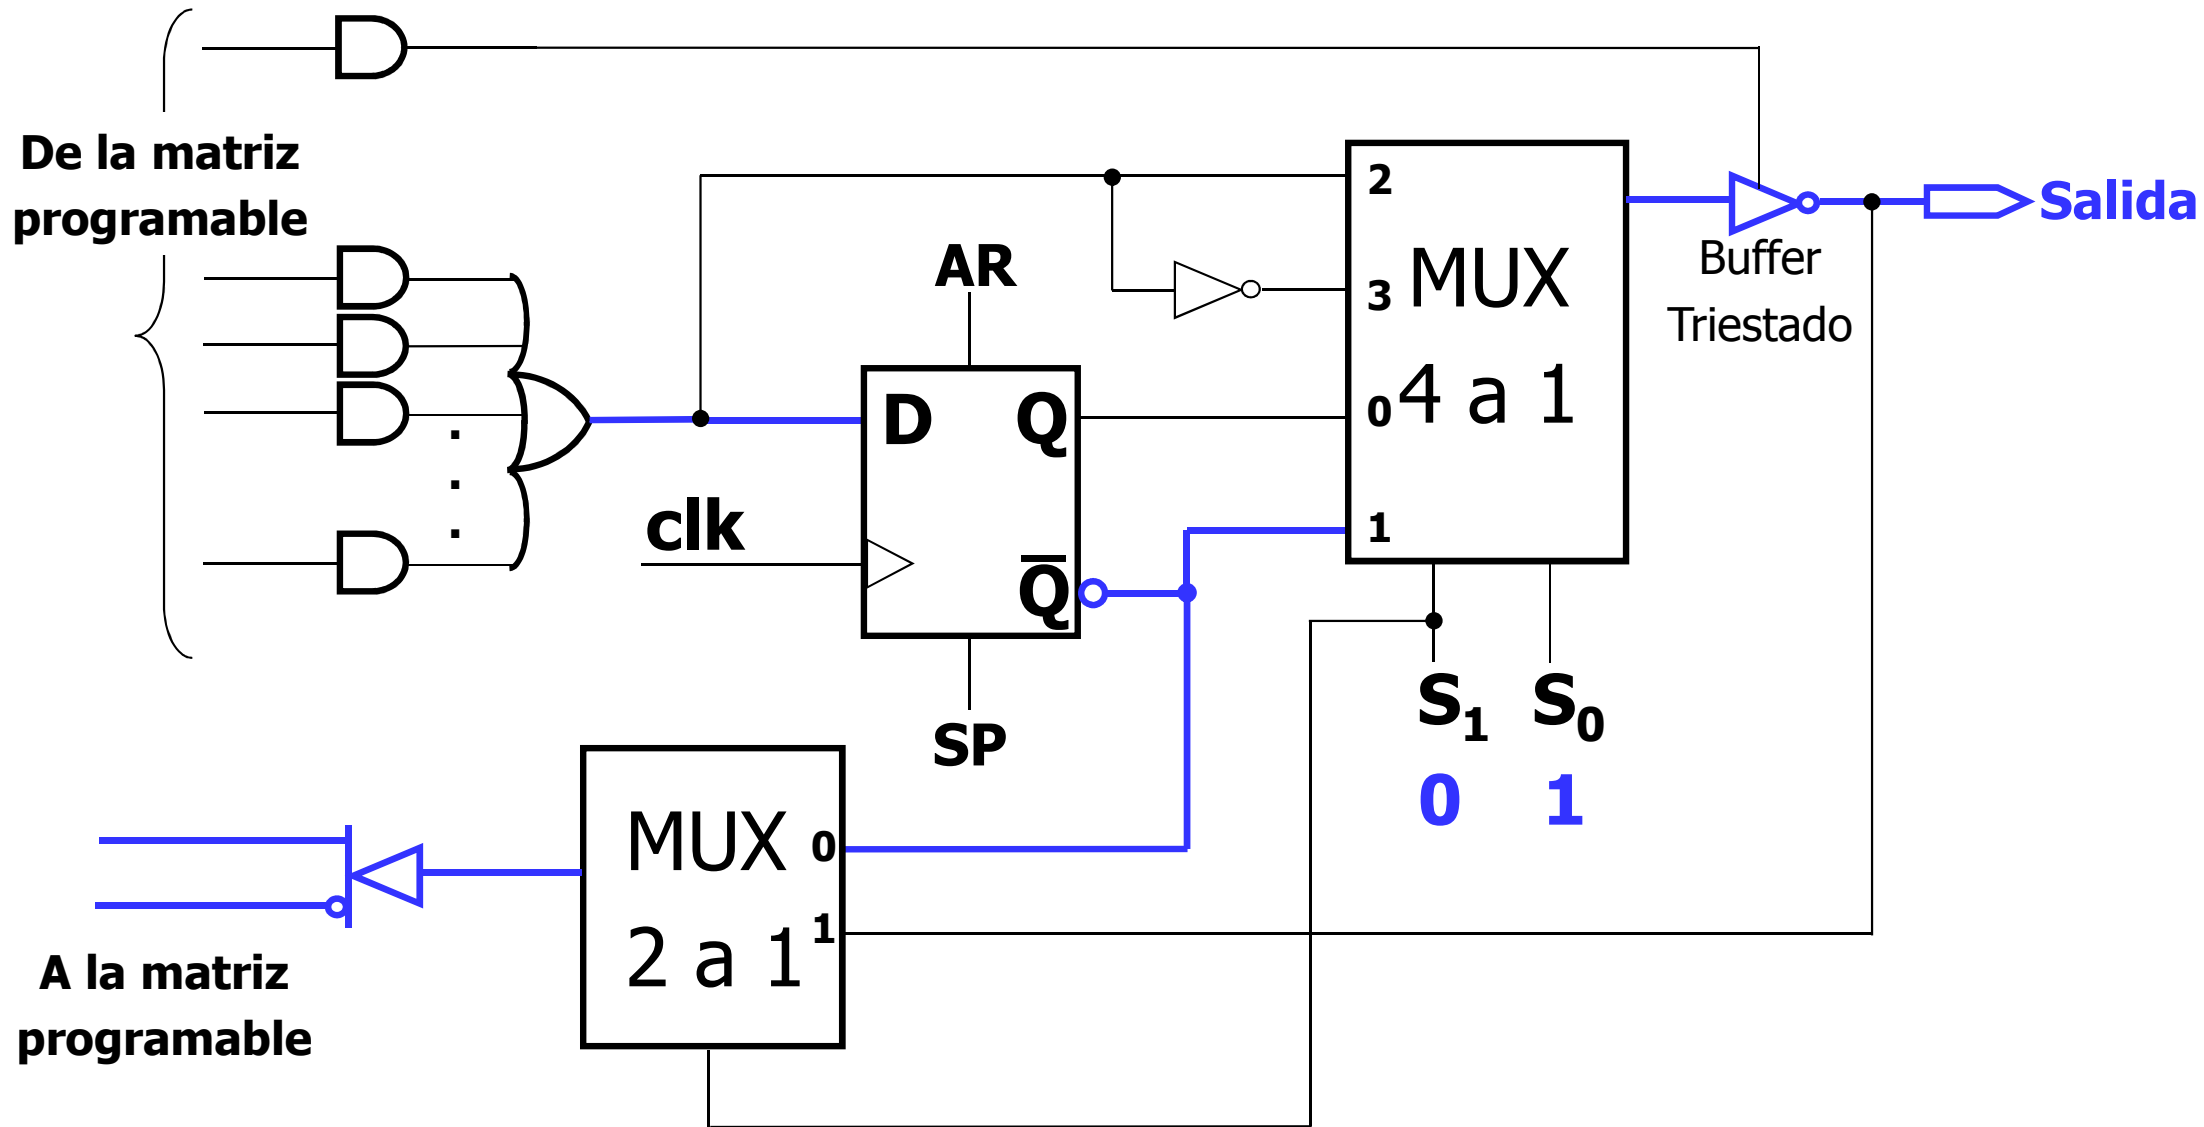 De la matriz
programable
2
Salida
MUX
Buffer
AR
3
Triestado
4 a 1
D
Q
0
clk
1
Q̅
S₁
S₀
SP
0
1
MUX
0
2 a 1
1
A la matriz
programable